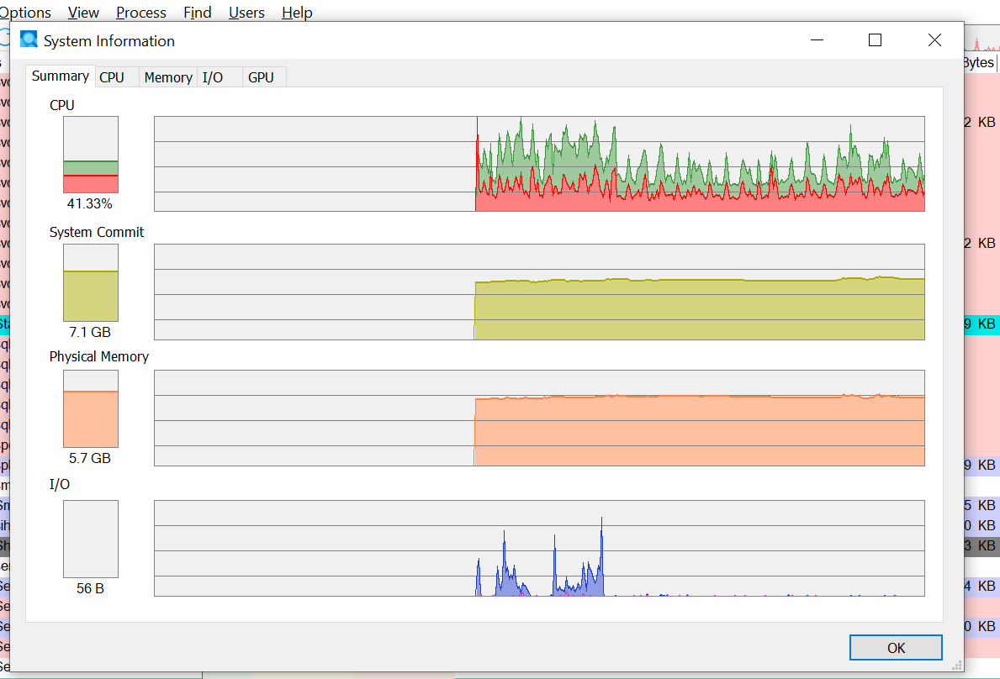 Options View Process Find Users Help
System Information
Bytes
Summary CPU Memory I/O GPU
CPU
2 KB
41.33%
System Commit
2 KB
9 KB
7.1 GB
Physical Memory
5.7 GB
9 KB
I/O
5 KB
0 KB
3 KB
56 B
4 KB
0 KB
OK